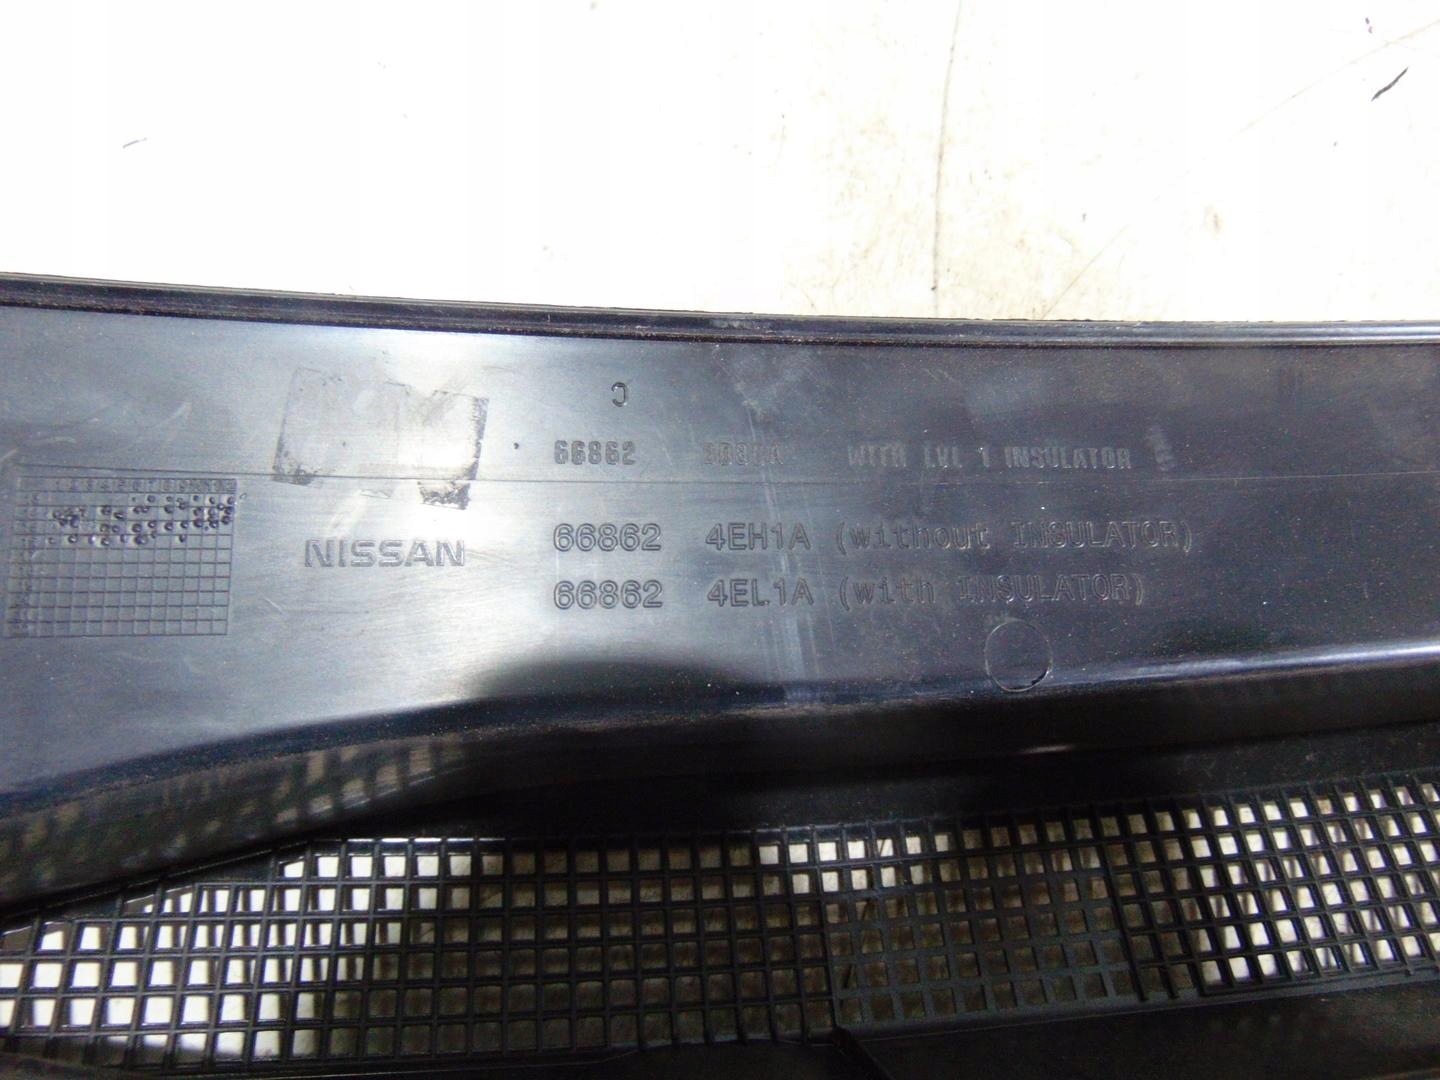 C
66862 WITH LVL 1 INSULATOR
NISSAN
66862 4EH1A (without INSULATOR)
66862 4EL1A (with INSULATOR)